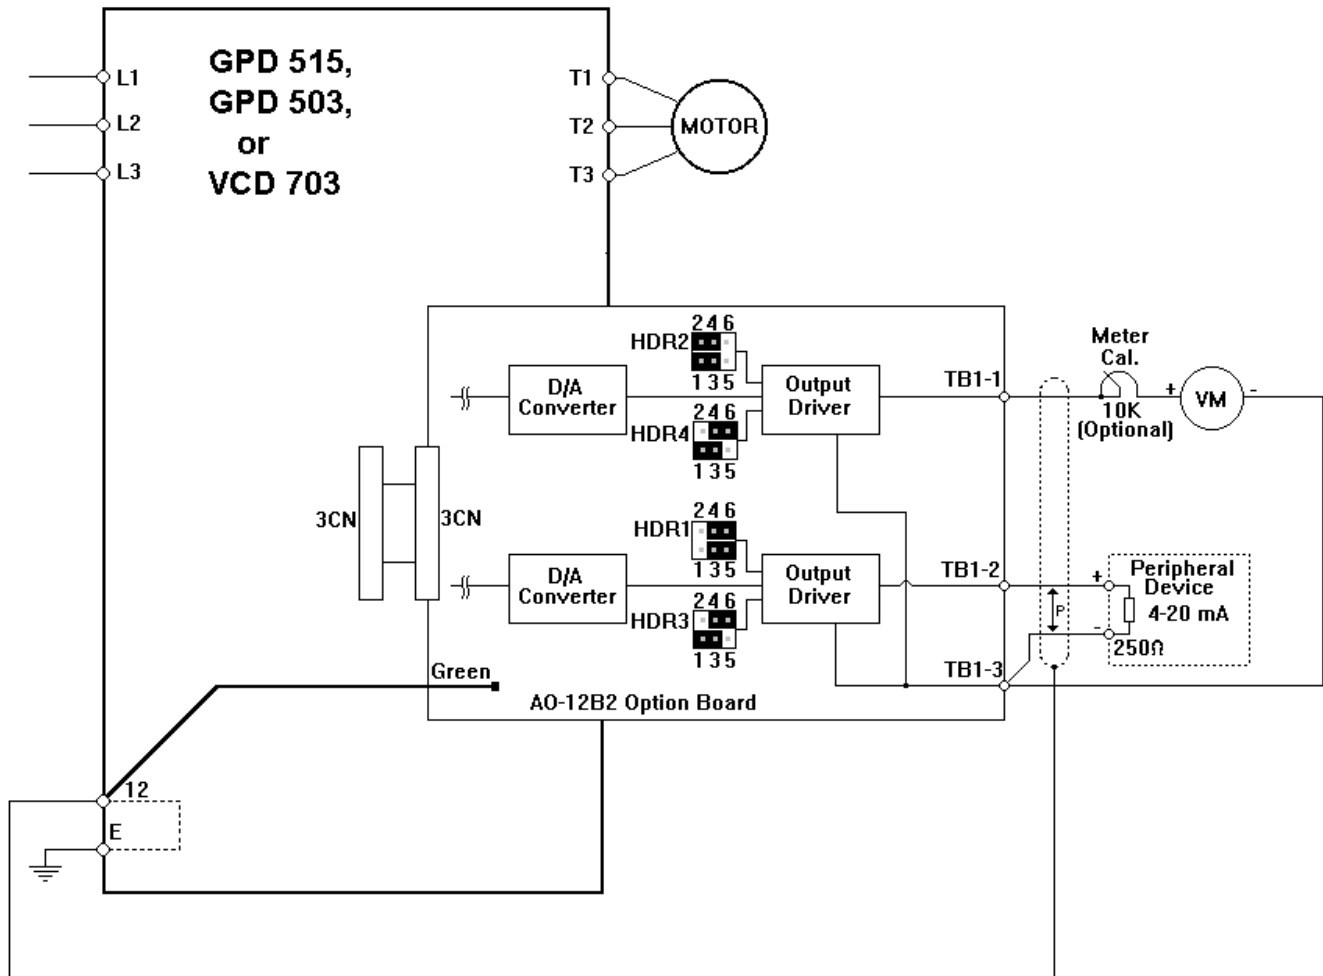 GPD 515,
GPD 503,
or
VCD 703
L1
L2
L3
T1
T2
T3
MOTOR
2 4 6
HDR2
1 3 5
D/A
Converter
Output
Driver
2 4 6
HDR4
1 3 5
TB1-1
Meter
Cal.
10K
(Optional)
+
VM
-
3CN
3CN
2 4 6
HDR1
1 3 5
D/A
Converter
Output
Driver
2 4 6
HDR3
1 3 5
TB1-2
P
+
Peripheral
Device
4-20 mA
-
250Ω
TB1-3
Green
AO-12B2 Option Board
12
E